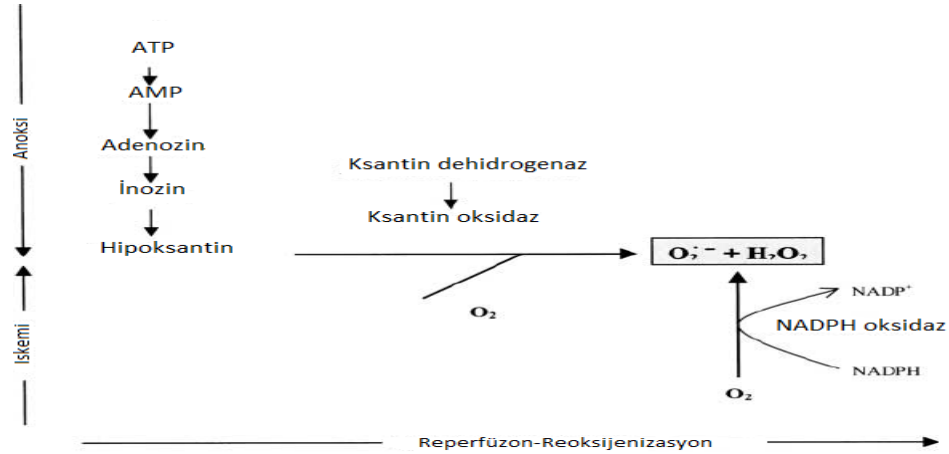 ATP
AMP
Adenozin
İnozin
Hipoksantin
Anoksi
Iskemi
Ksantin dehidrogenaz
Ksantin oksidaz
O₂
O₂˙⁻ + H₂O₂
NADP⁺
NADPH oksidaz
NADPH
O₂
Reperfüzon-Reoksijenizasyon